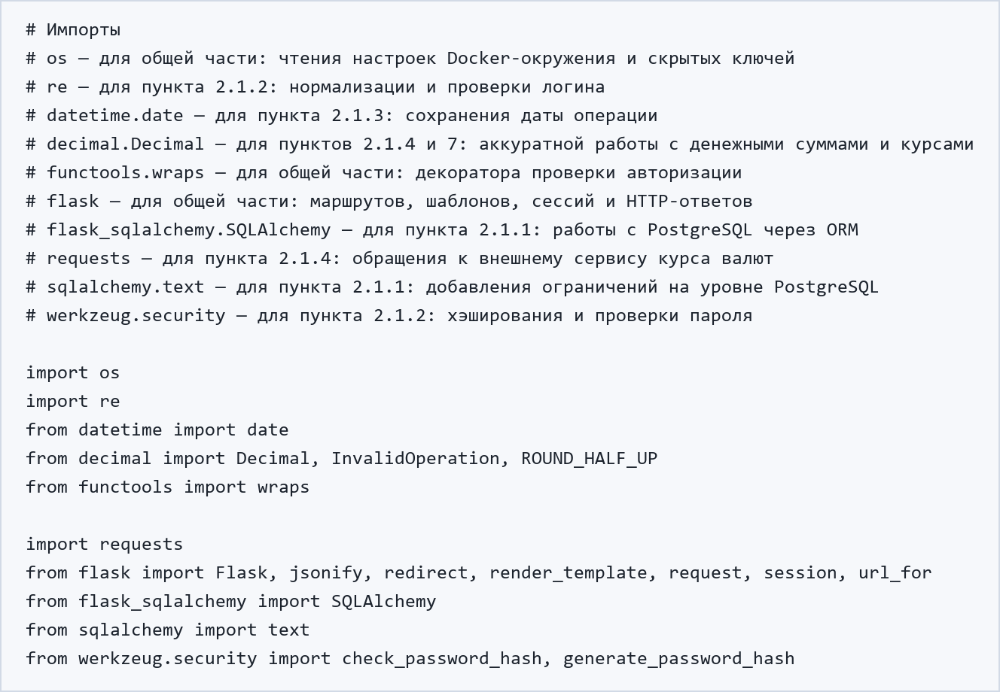 # Импорты
# os — для общей части: чтения настроек Docker-окружения и скрытых ключей
# re — для пункта 2.1.2: нормализации и проверки логина
# datetime.date — для пункта 2.1.3: сохранения даты операции
# decimal.Decimal — для пунктов 2.1.4 и 7: аккуратной работы с денежными суммами и курсами
# functools.wraps — для общей части: декоратора проверки авторизации
# flask — для общей части: маршрутов, шаблонов, сессий и HTTP-ответов
# flask_sqlalchemy.SQLAlchemy — для пункта 2.1.1: работы с PostgreSQL через ORM
# requests — для пункта 2.1.4: обращения к внешнему сервису курса валют
# sqlalchemy.text — для пункта 2.1.1: добавления ограничений на уровне PostgreSQL
# werkzeug.security — для пункта 2.1.2: хэширования и проверки пароля
import os
import re
from datetime import date
from decimal import Decimal, InvalidOperation, ROUND_HALF_UP
from functools import wraps
import requests
from flask import Flask, jsonify, redirect, render_template, request, session, url_for
from flask_sqlalchemy import SQLAlchemy
from sqlalchemy import text
from werkzeug.security import check_password_hash, generate_password_hash